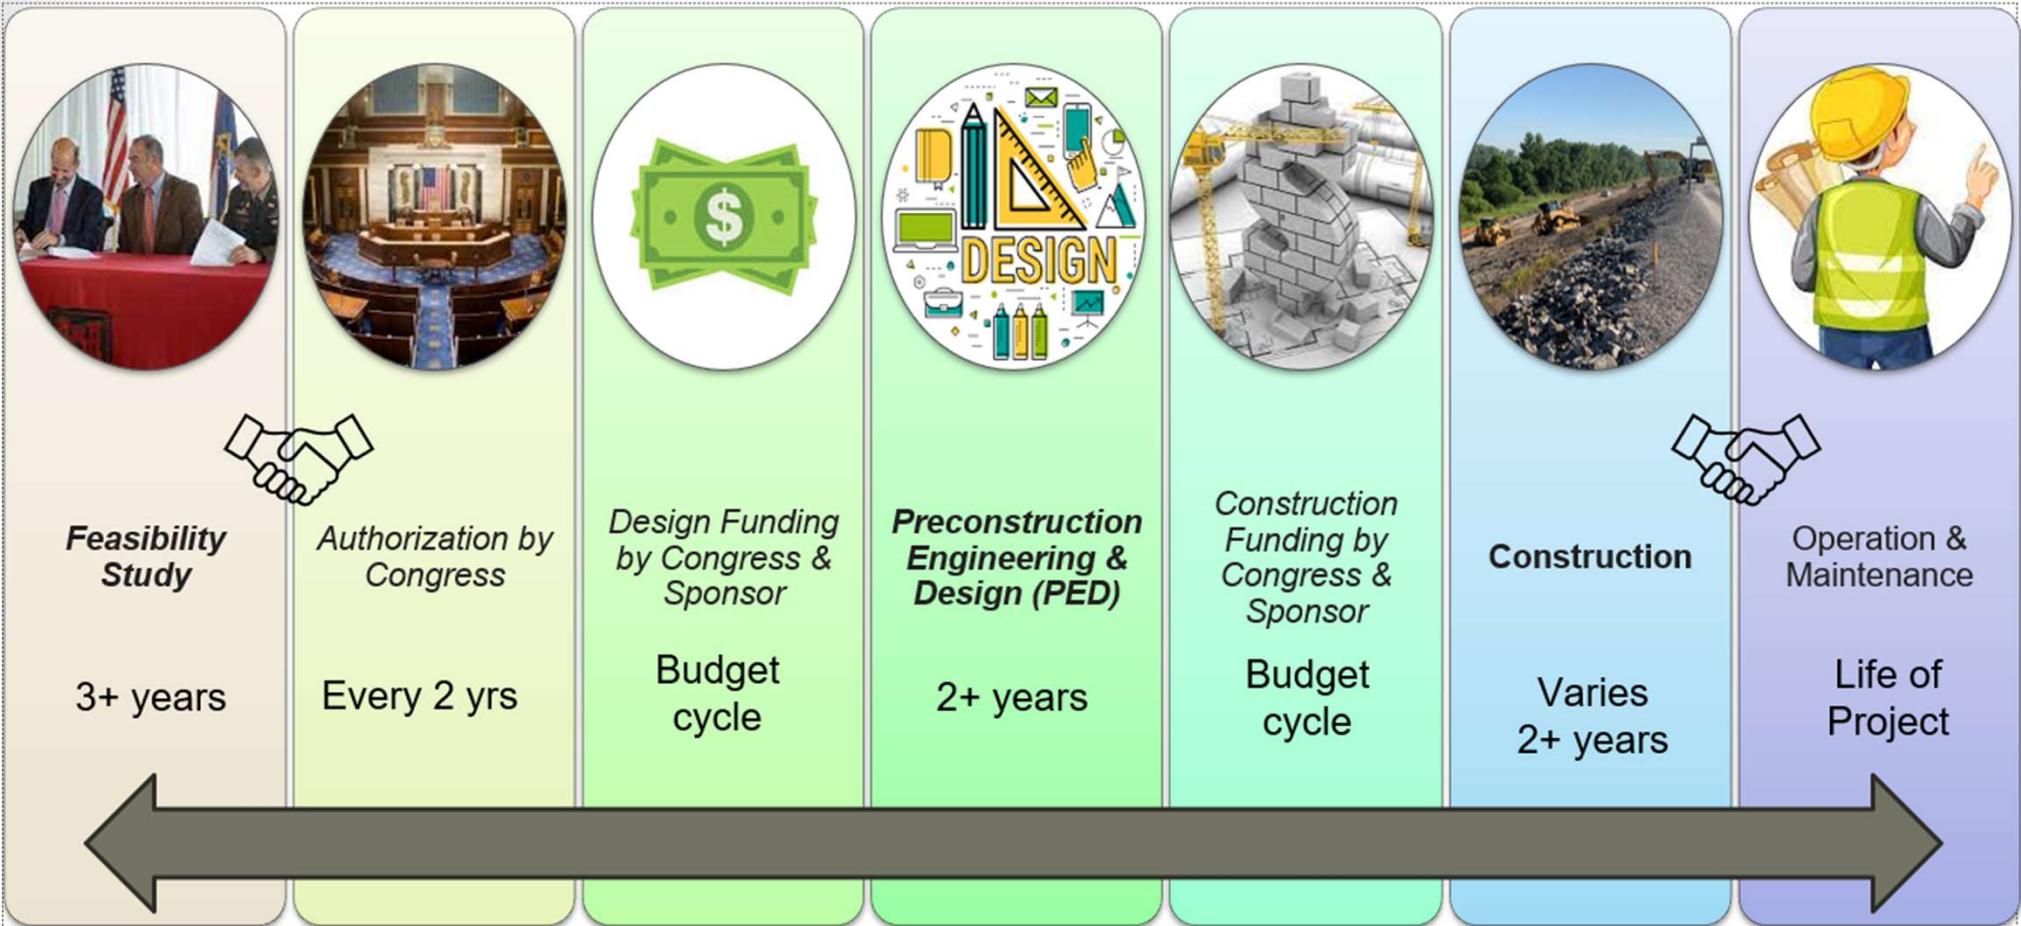 $
DESIGN
Feasibility
Study
3+ years
Authorization by
Congress
Every 2 yrs
Design Funding
by Congress &
Sponsor
Budget
cycle
Preconstruction
Engineering &
Design (PED)
2+ years
Construction
Funding by
Congress &
Sponsor
Budget
cycle
Construction
Varies
2+ years
Operation &
Maintenance
Life of
Project